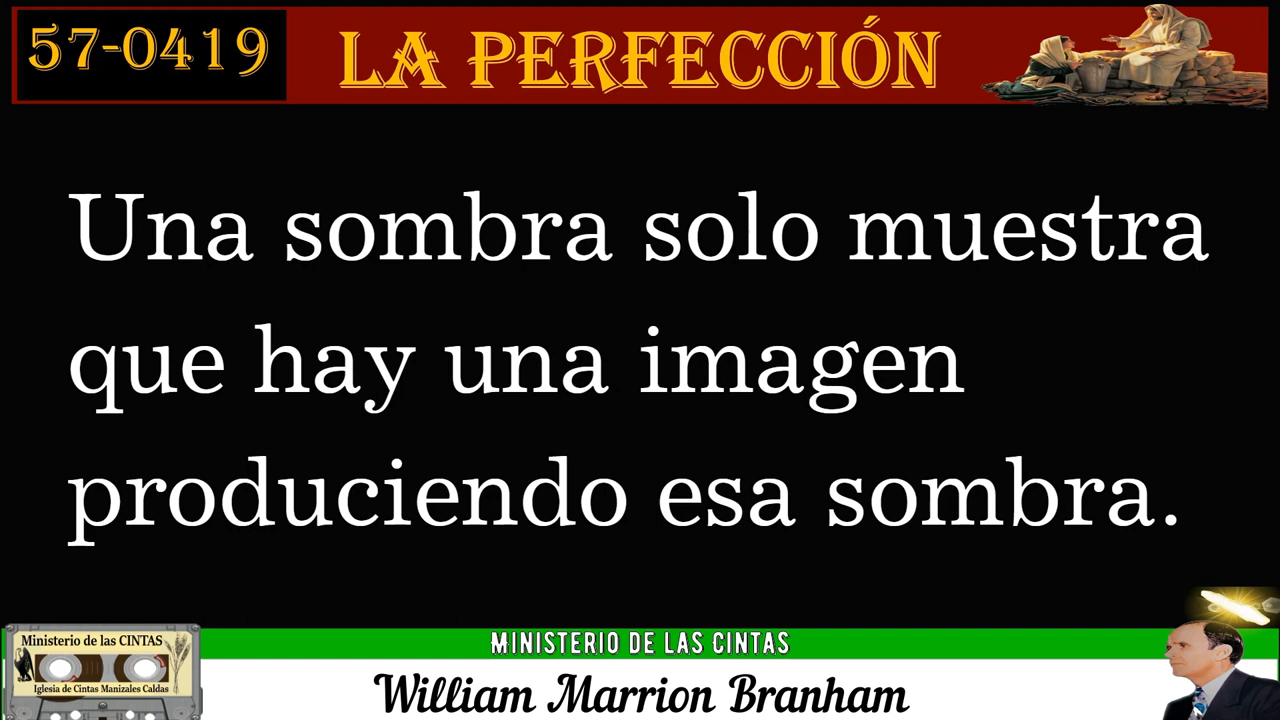 57-0419
LA PERFECCIÓN
Una sombra solo muestra
que hay una imagen
produciendo esa sombra.
Ministerio de las CINTAS
Iglesia de Cintas Manizales Caldas
MINISTERIO DE LAS CINTAS
William Marrion Branham